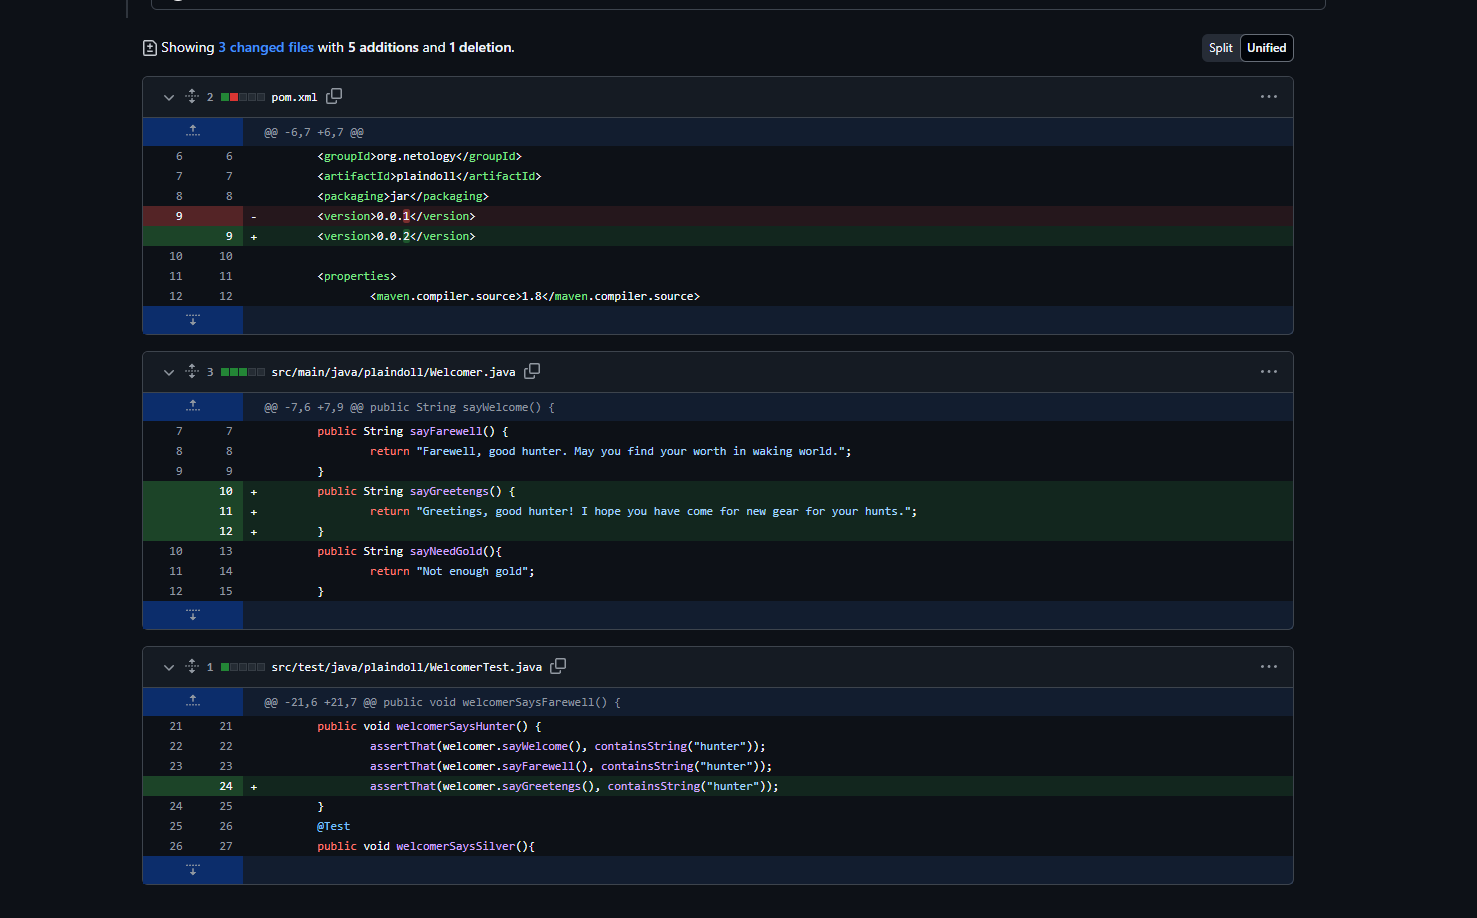 Showing 3 changed files with 5 additions and 1 deletion.
Split Unified
2 pom.xml
@@ -6,7 +6,7 @@
6 6 <groupId>org.netology</groupId>
7 7 <artifactId>plaindoll</artifactId>
8 8 <packaging>jar</packaging>
9 - <version>0.0.1</version>
9 + <version>0.0.2</version>
10 10
11 11 <properties>
12 12 <maven.compiler.source>1.8</maven.compiler.source>
3 src/main/java/plaindoll/Welcomer.java
@@ -7,6 +7,9 @@ public String sayWelcome() {
7 7 public String sayFarewell() {
8 8 return "Farewell, good hunter. May you find your worth in waking world.";
9 9 }
10 + public String sayGreetengs() {
11 + return "Greetings, good hunter! I hope you have come for new gear for your hunts.";
12 + }
10 13 public String sayNeedGold(){
11 14 return "Not enough gold";
12 15 }
1 src/test/java/plaindoll/WelcomerTest.java
@@ -21,6 +21,7 @@ public void welcomerSaysFarewell() {
21 21 public void welcomerSaysHunter() {
22 22 assertThat(welcomer.sayWelcome(), containsString("hunter"));
23 23 assertThat(welcomer.sayFarewell(), containsString("hunter"));
24 + assertThat(welcomer.sayGreetengs(), containsString("hunter"));
24 25 }
25 26 @Test
26 27 public void welcomerSaysSilver(){